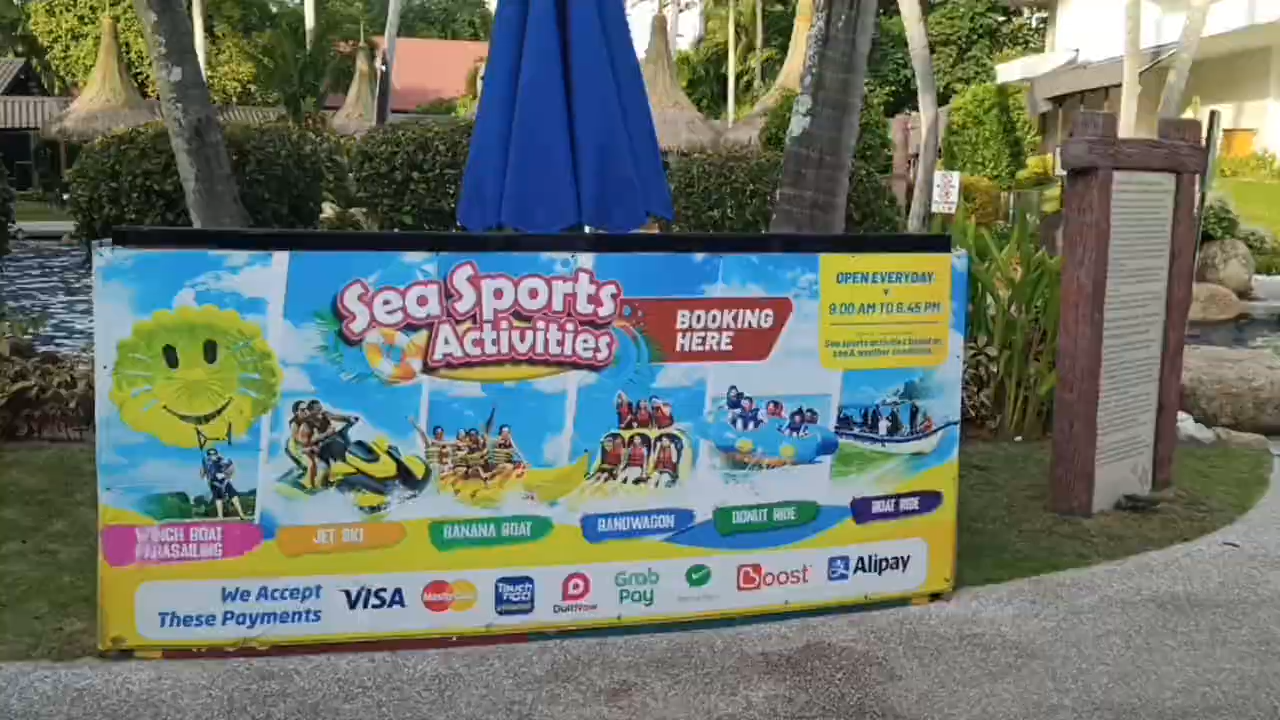 Sea Sports
Activities
BOOKING
HERE
OPEN EVERYDAY
9.00 AM TO 6.45 PM
Sea sports activities based on
sea & weather conditions.
WINCH BOAT
PARASAILING
JET SKI
BANANA BOAT
BANDWAGON
DONUT RIDE
BOAT RIDE
We Accept
These Payments
VISA
MasterCard
Touch
'n GO
DuitNow
Grab
Pay
Boost
Alipay